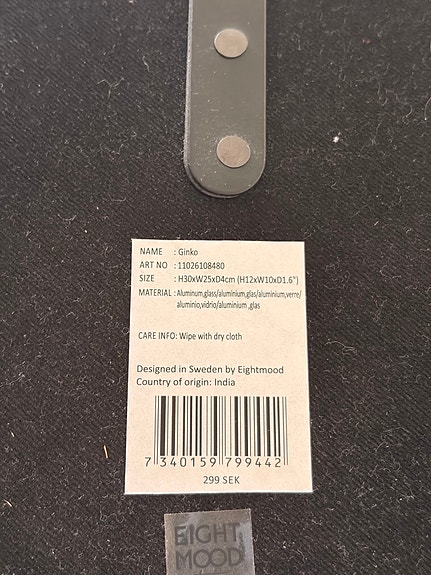 NAME : Ginko
ART NO : 11026108480
SIZE : H30xW25xD4cm (H12xW10xD1.6")
MATERIAL : Aluminum,glass/aluminium,glas/aluminium,verre/
aluminio,vidrio/aluminium ,glas
CARE INFO: Wipe with dry cloth
Designed in Sweden by Eightmood
Country of origin: India
7 340159 799442
299 SEK
EIGHT
MOOD